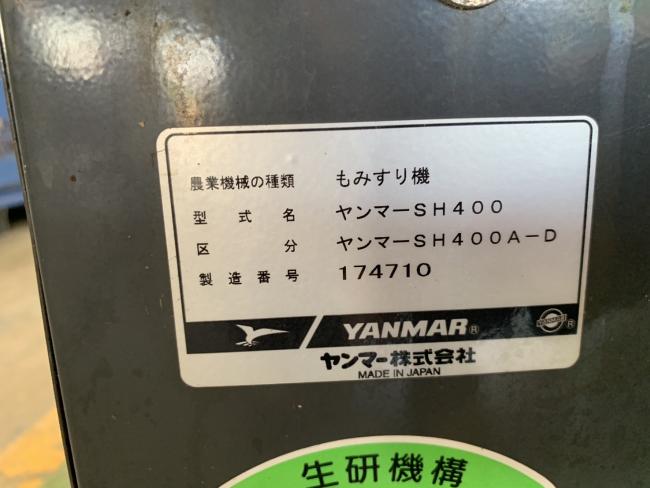 農業機械の種類 もみすり機
型式名 ヤンマーSH400
区分 ヤンマーSH400A-D
製造番号 174710
YANMAR® YANMAR ®
ヤンマー株式会社
MADE IN JAPAN
生研機構